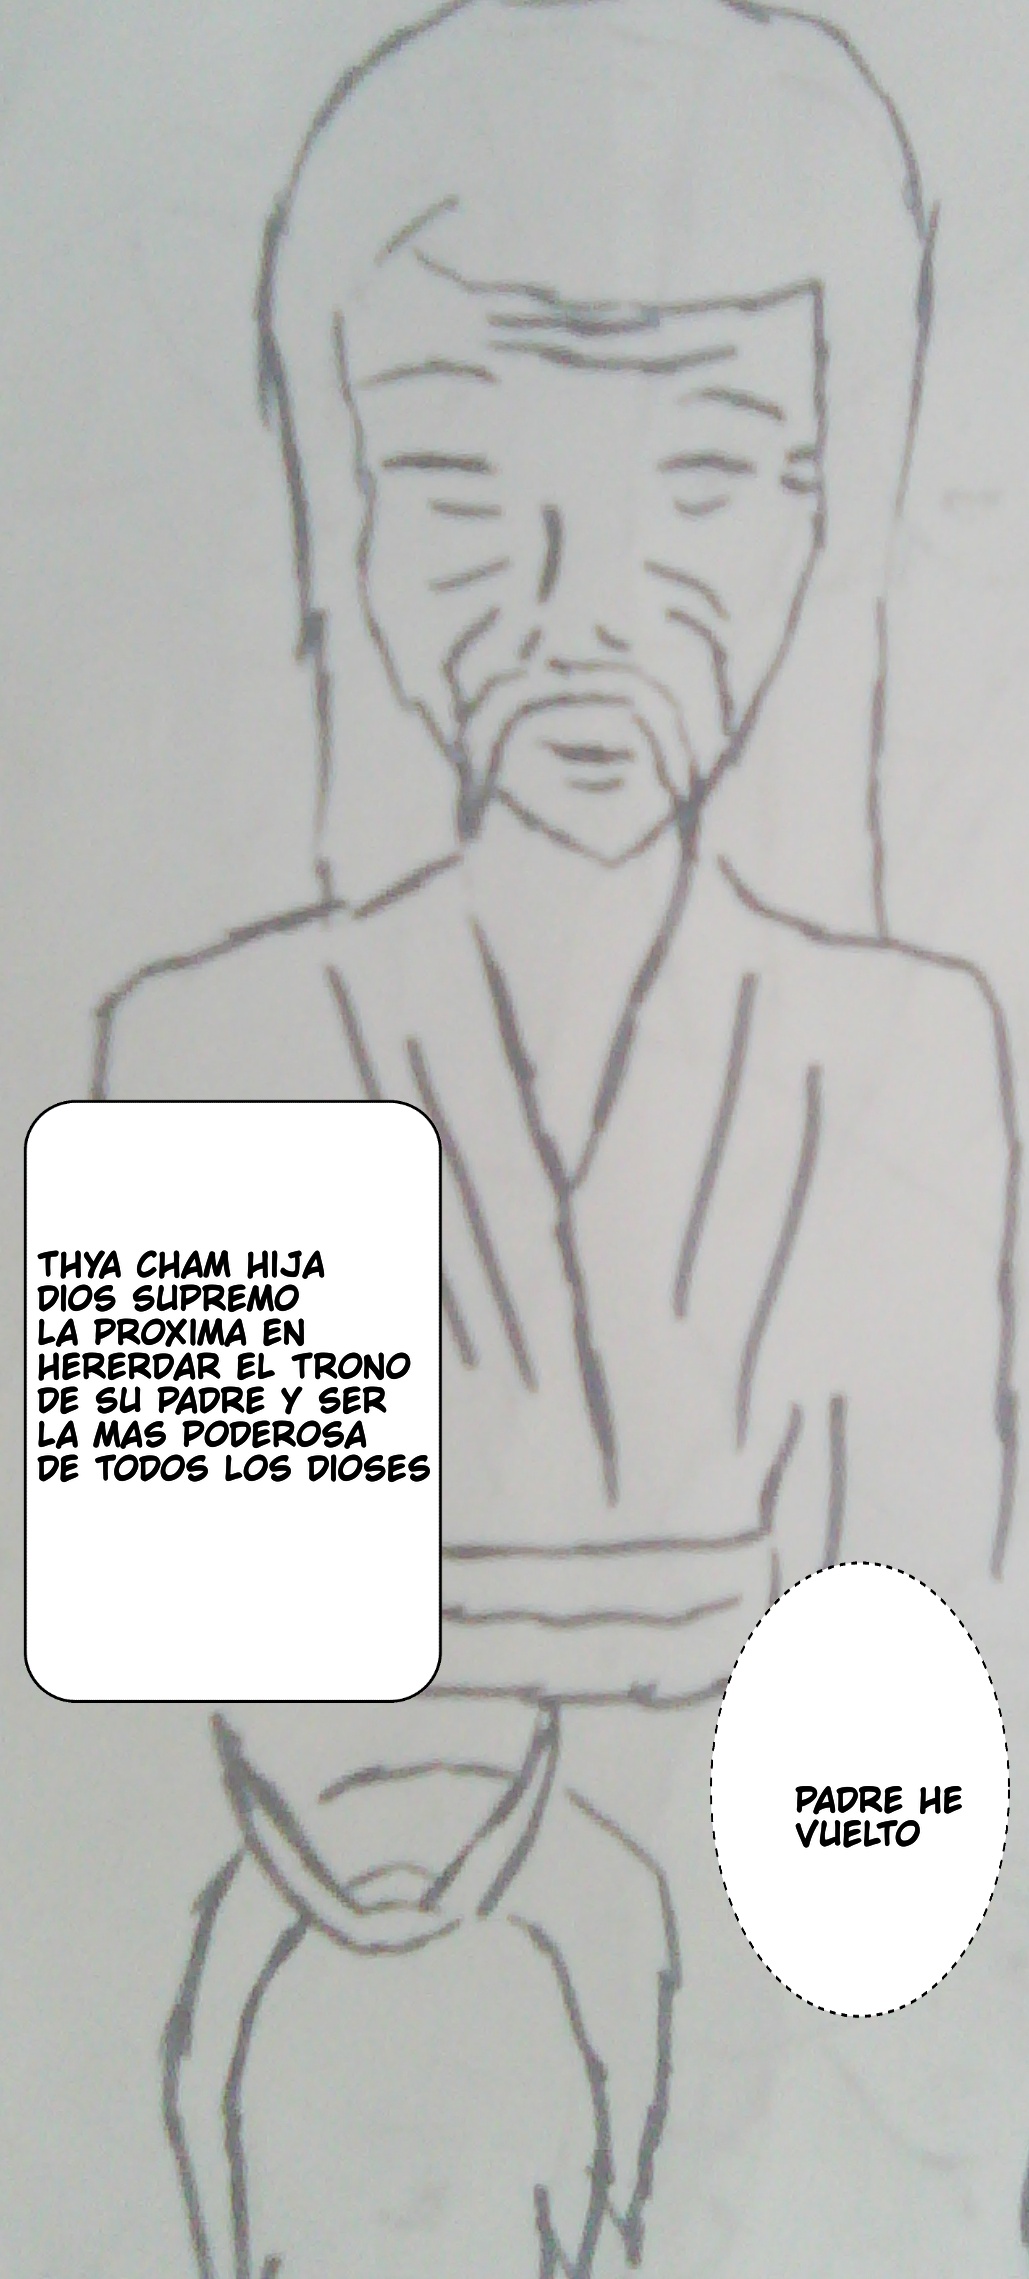 THYA CHAM HIJA
DIOS SUPREMO
LA PROXIMA EN
HERERDAR EL TRONO
DE SU PADRE Y SER
LA MAS PODEROSA
DE TODOS LOS DIOSES
PADRE HE
VUELTO